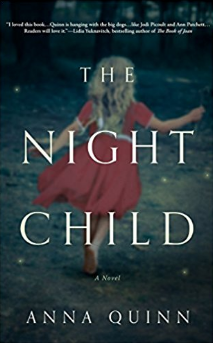 "I loved this book...Quinn is hanging with the big dogs...like Jodi Picoult and Ann Patchett....
Readers will love it."—Lidia Yuknavitch, bestselling author of The Book of Joan
THE
NIGHT
CHILD
A Novel
ANNA QUINN